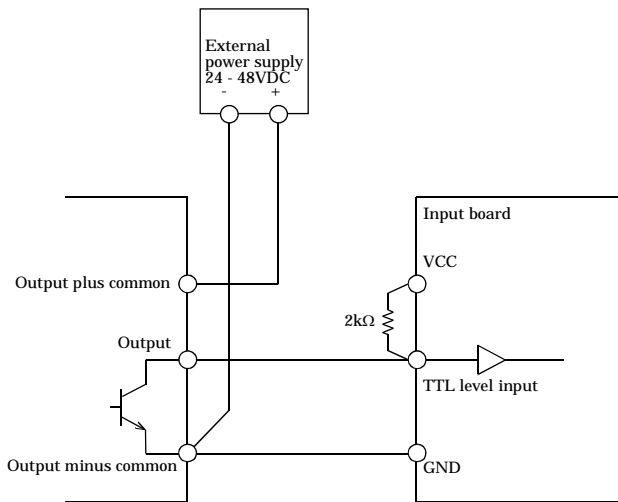 External
power supply
24 - 48VDC
- +
Input board
VCC
Output plus common
2kΩ
Output
TTL level input
Output minus common
GND